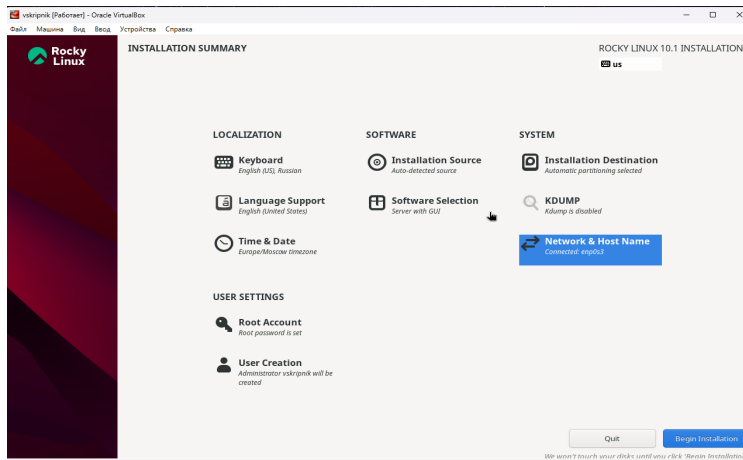 vskripnik [Работает] - Oracle VirtualBox
Файл Машина Вид Ввод Устройства Справка
Rocky
Linux
INSTALLATION SUMMARY
ROCKY LINUX 10.1 INSTALLATION
us
LOCALIZATION
Keyboard
English (US), Russian
Language Support
English (United States)
Time & Date
Europe/Moscow timezone
SOFTWARE
Installation Source
Auto-detected source
Software Selection
Server with GUI
SYSTEM
Installation Destination
Automatic partitioning selected
KDUMP
Kdump is disabled
Network & Host Name
Connected: enp0s3
USER SETTINGS
Root Account
Root password is set
User Creation
Administrator vskripnik will be
created
Quit
Begin Installation
We won't touch your disks until you click 'Begin Installation